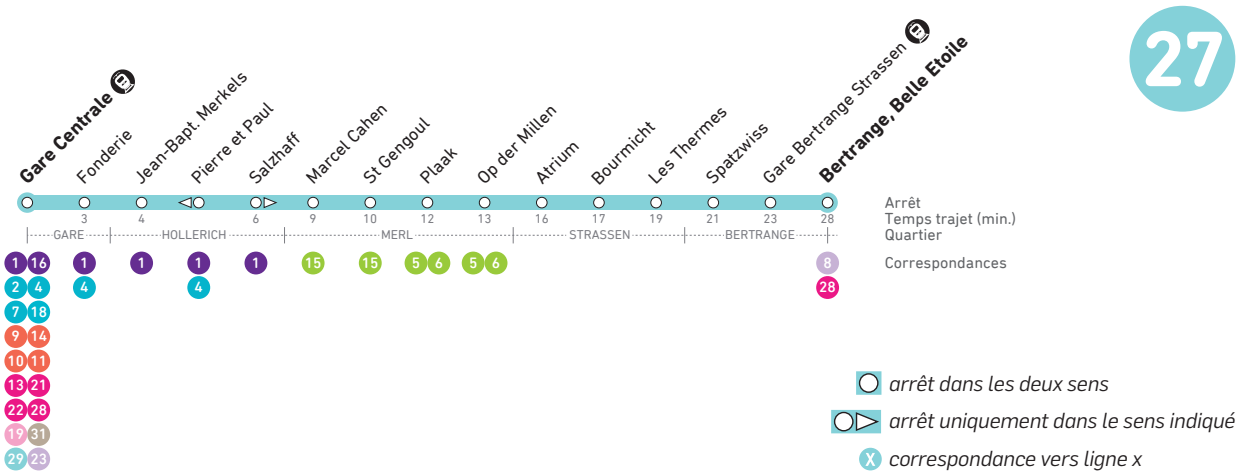 27
Gare Centrale
Fonderie
Jean-Bapt. Merkels
Pierre et Paul
Salzhaff
Marcel Cahen
St Gengoul
Plaak
Op der Millen
Atrium
Bourmicht
Les Thermes
Spatzwiss
Gare Bertrange Strassen
Bertrange, Belle Etoile
Arrêt
3 4 6 9 10 12 13 16 17 19 21 23 28 Temps trajet (min.)
GARE HOLLERICH MERL STRASSEN BERTRANGE Quartier
1 16 1 1 1 1 15 15 5 6 5 6 8 Correspondances
2 4 4 4 28
7 18
9 14
10 11
13 21
22 28
19 31
29 23
arrêt dans les deux sens
arrêt uniquement dans le sens indiqué
X correspondance vers ligne x